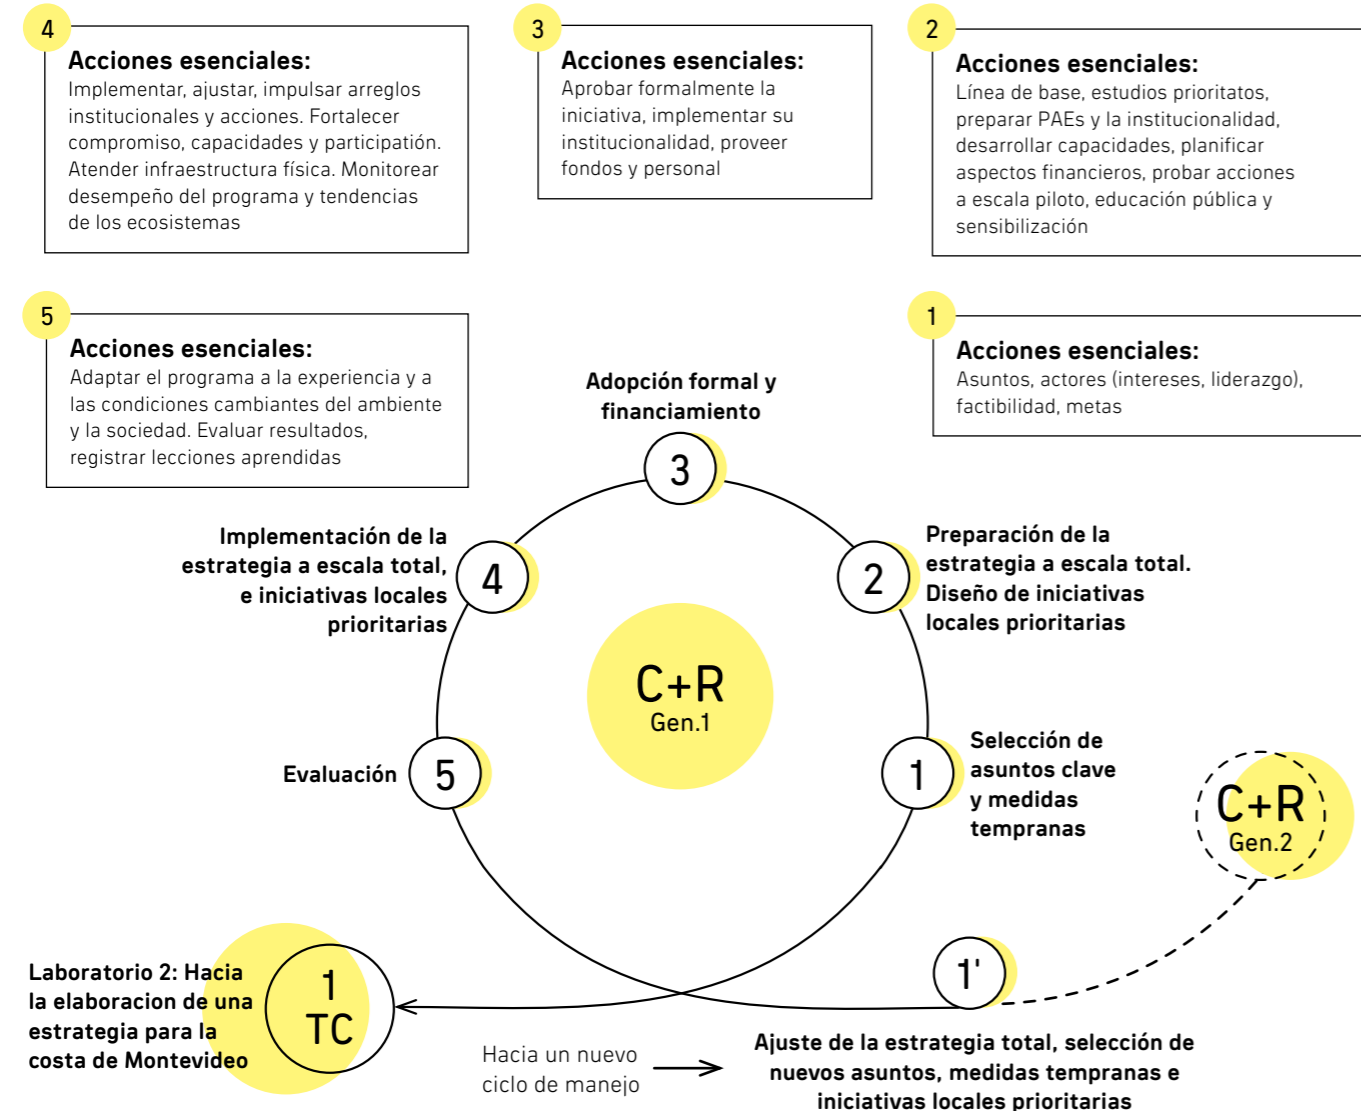 4
Acciones esenciales:
Implementar, ajustar, impulsar arreglos
institucionales y acciones. Fortalecer
compromiso, capacidades y participatión.
Atender infraestructura física. Monitorear
desempeño del programa y tendencias
de los ecosistemas
3
Acciones esenciales:
Aprobar formalmente la
iniciativa, implementar su
institucionalidad, proveer
fondos y personal
2
Acciones esenciales:
Línea de base, estudios prioritatos,
preparar PAEs y la institucionalidad,
desarrollar capacidades, planificar
aspectos financieros, probar acciones
a escala piloto, educación pública y
sensibilización
5
Acciones esenciales:
Adaptar el programa a la experiencia y a
las condiciones cambiantes del ambiente
y la sociedad. Evaluar resultados,
registrar lecciones aprendidas
1
Acciones esenciales:
Asuntos, actores (intereses, liderazgo),
factibilidad, metas
Adopción formal y
financiamiento
3
Implementación de la
estrategia a escala total,
e iniciativas locales
prioritarias
4
2
Preparación de la
estrategia a escala total.
Diseño de iniciativas
locales prioritarias
C+R
Gen.1
Evaluación
5
1
Selección de
asuntos clave
y medidas
tempranas
C+R
Gen.2
Laboratorio 2: Hacia
la elaboracion de una
estrategia para la
costa de Montevideo
1
TC
1'
Hacia un nuevo
ciclo de manejo
Ajuste de la estrategia total, selección de
nuevos asuntos, medidas tempranas e
iniciativas locales prioritarias